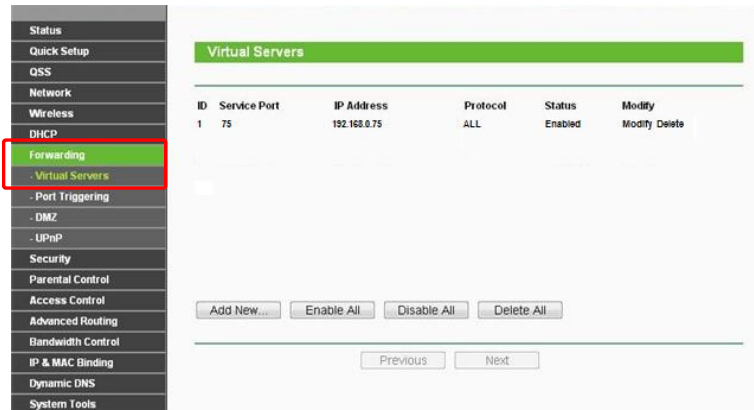 Status
Quick Setup
QSS
Network
Wireless
DHCP
Forwarding
- Virtual Servers
- Port Triggering
- DMZ
- UPnP
Security
Parental Control
Access Control
Advanced Routing
Bandwidth Control
IP & MAC Binding
Dynamic DNS
System Tools
Virtual Servers
ID Service Port IP Address Protocol Status Modify
1 75 192.168.0.75 ALL Enabled Modify Delete
Add New... Enable All Disable All Delete All
Previous Next